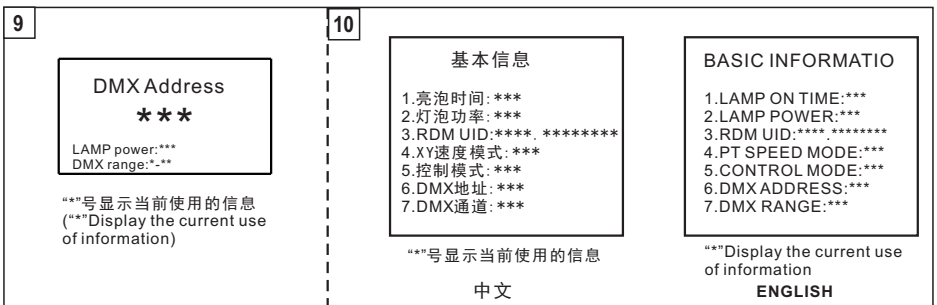 9
DMX Address
***
LAMP power:***
DMX range:*-**
“*”号显示当前使用的信息
(“*”Display the current use
of information)
10
基本信息
1.亮泡时间:***
2.灯泡功率:***
3.RDM UID:****. ********
4.XY速度模式:***
5.控制模式:***
6.DMX地址:***
7.DMX通道:***
“*”号显示当前使用的信息
中文
BASIC INFORMATIO
1.LAMP ON TIME:***
2.LAMP POWER:***
3.RDM UID:****.********
4.PT SPEED MODE:***
5.CONTROL MODE:***
6.DMX ADDRESS:***
7.DMX RANGE:***
“*”Display the current use
of information
ENGLISH